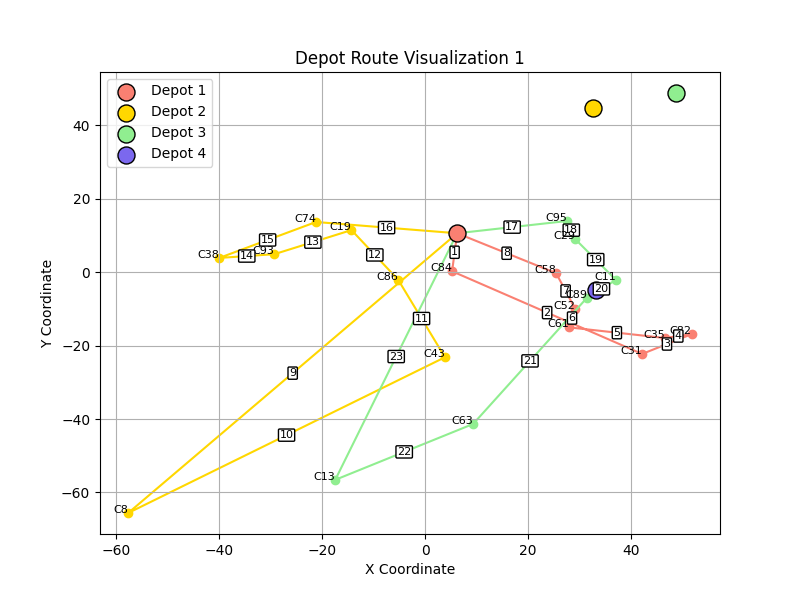 Depot Route Visualization 1
Depot 1
Depot 2
Depot 3
Depot 4
Y Coordinate
40
20
0
−20
−40
−60
C74
C19
16
17
C95
18
C29
15
13
C38
14
C93
12
1
8
19
C84
C58
C86
C11
7
20
C89
C52
11
2
6
C61
5
C35
4
C92
3
C31
23
C43
21
9
10
C63
22
C13
C8
−60
−40
−20
0
20
40
X Coordinate